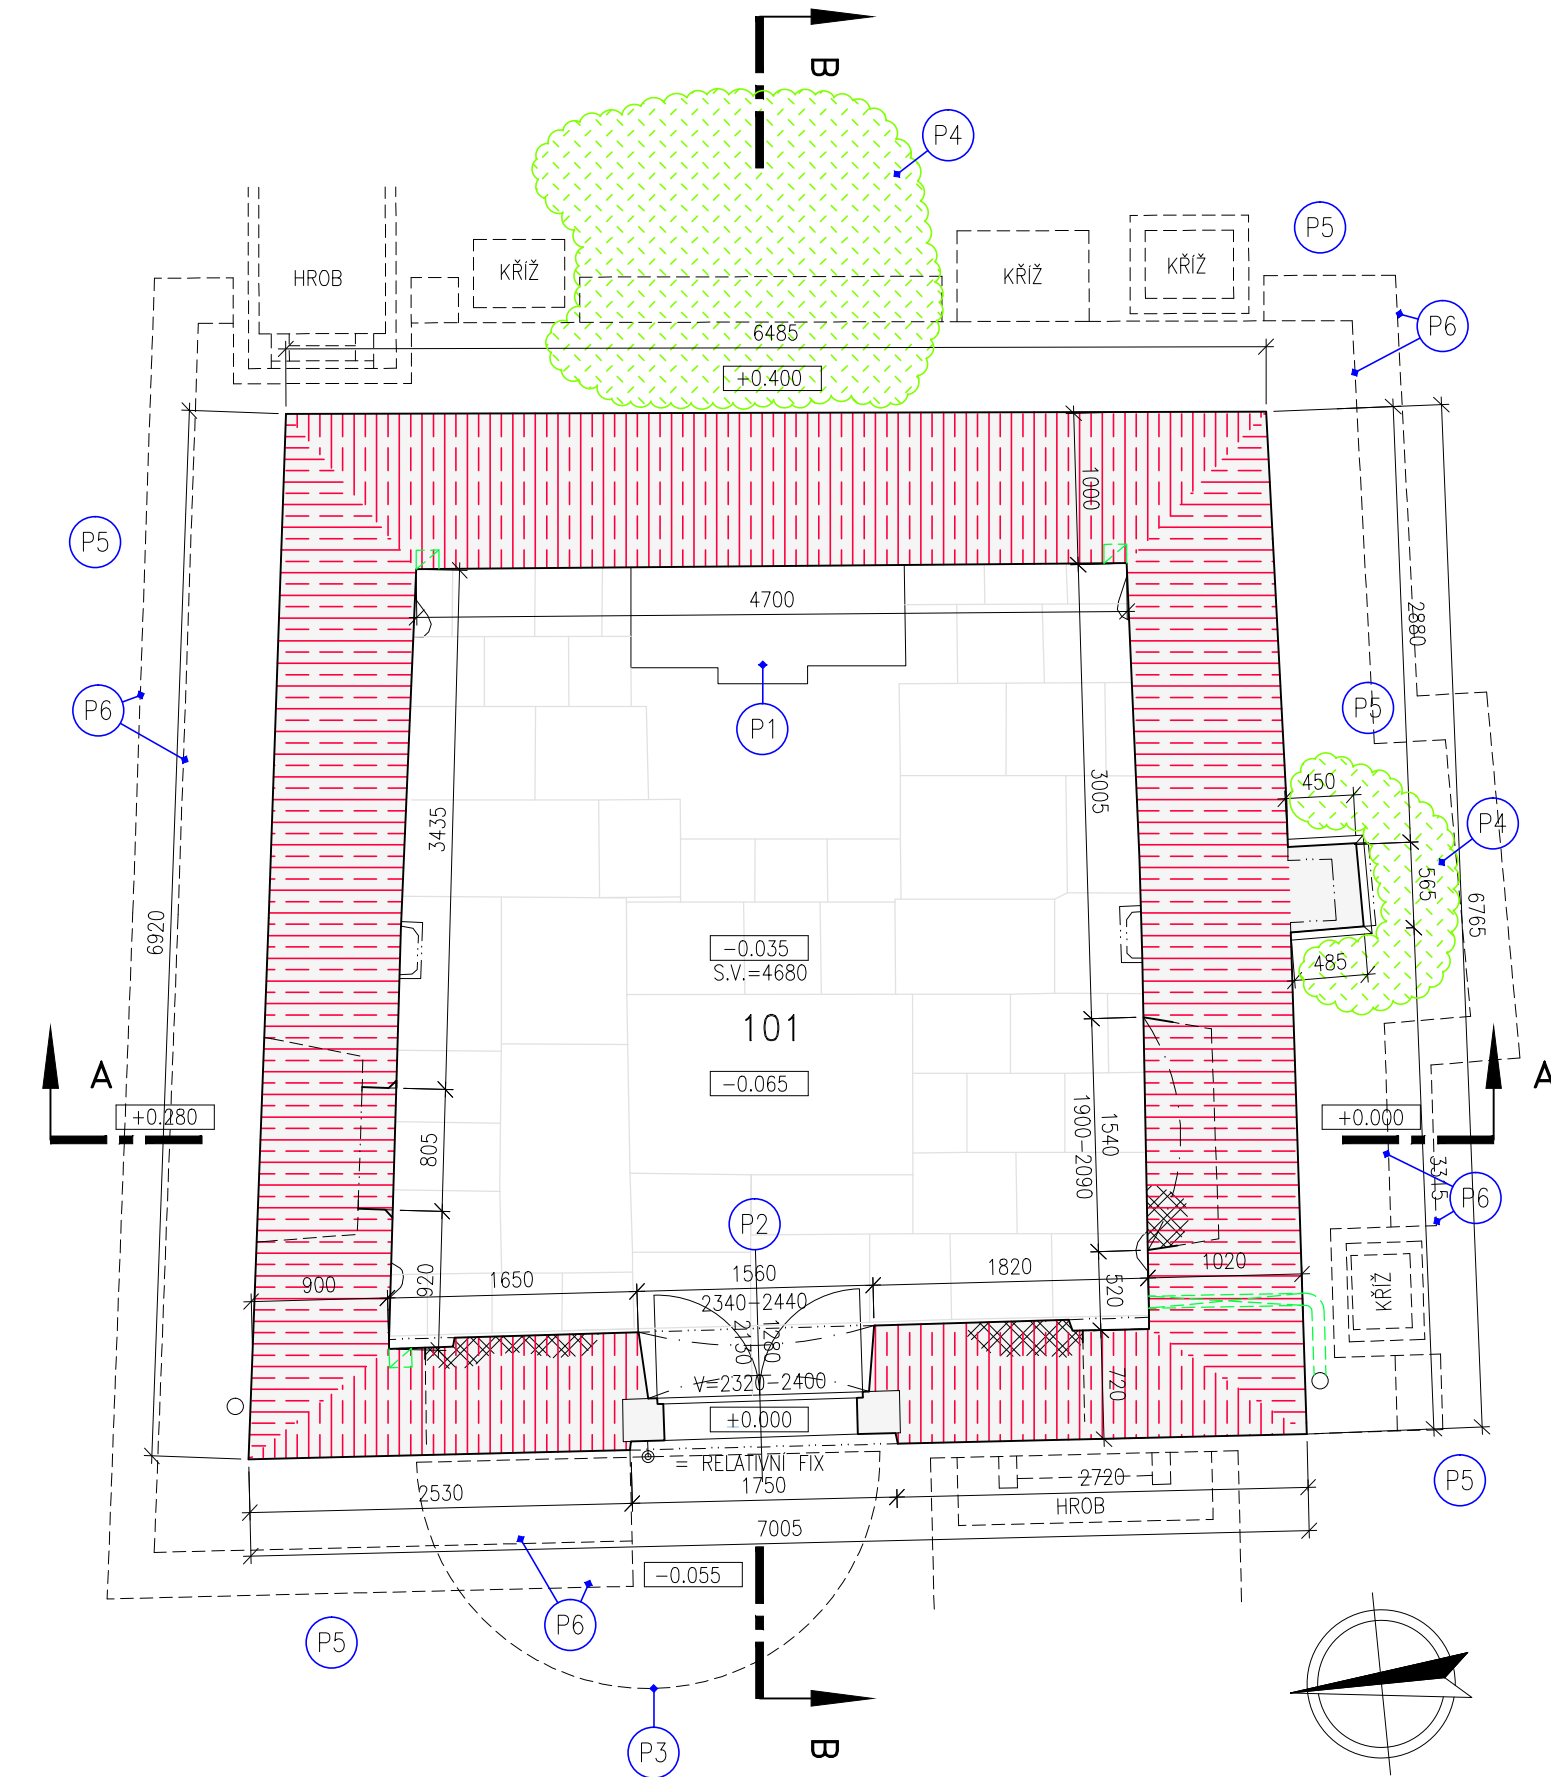 B
P4
P5
HROB
KŘÍŽ
KŘÍŽ
KŘÍŽ
P6
6485
+0.400
1000
P5
4700
2880
P6
P1
P5
3005
450
3435
P4
565
6920
6765
-0.035
S.V.=4680
485
101
A
-0.065
A
+0.280
+0.000
805
1540
1900-2090
3315
P6
P2
900
920
1650
1560
1820
520
1020
2340-2440
2150
1280
KŘÍŽ
V=2320-2400
720
±0.000
= RELATIVNÍ FIX
P5
2530
1750
2720
HROB
7005
-0.055
P6
P5
B
P3